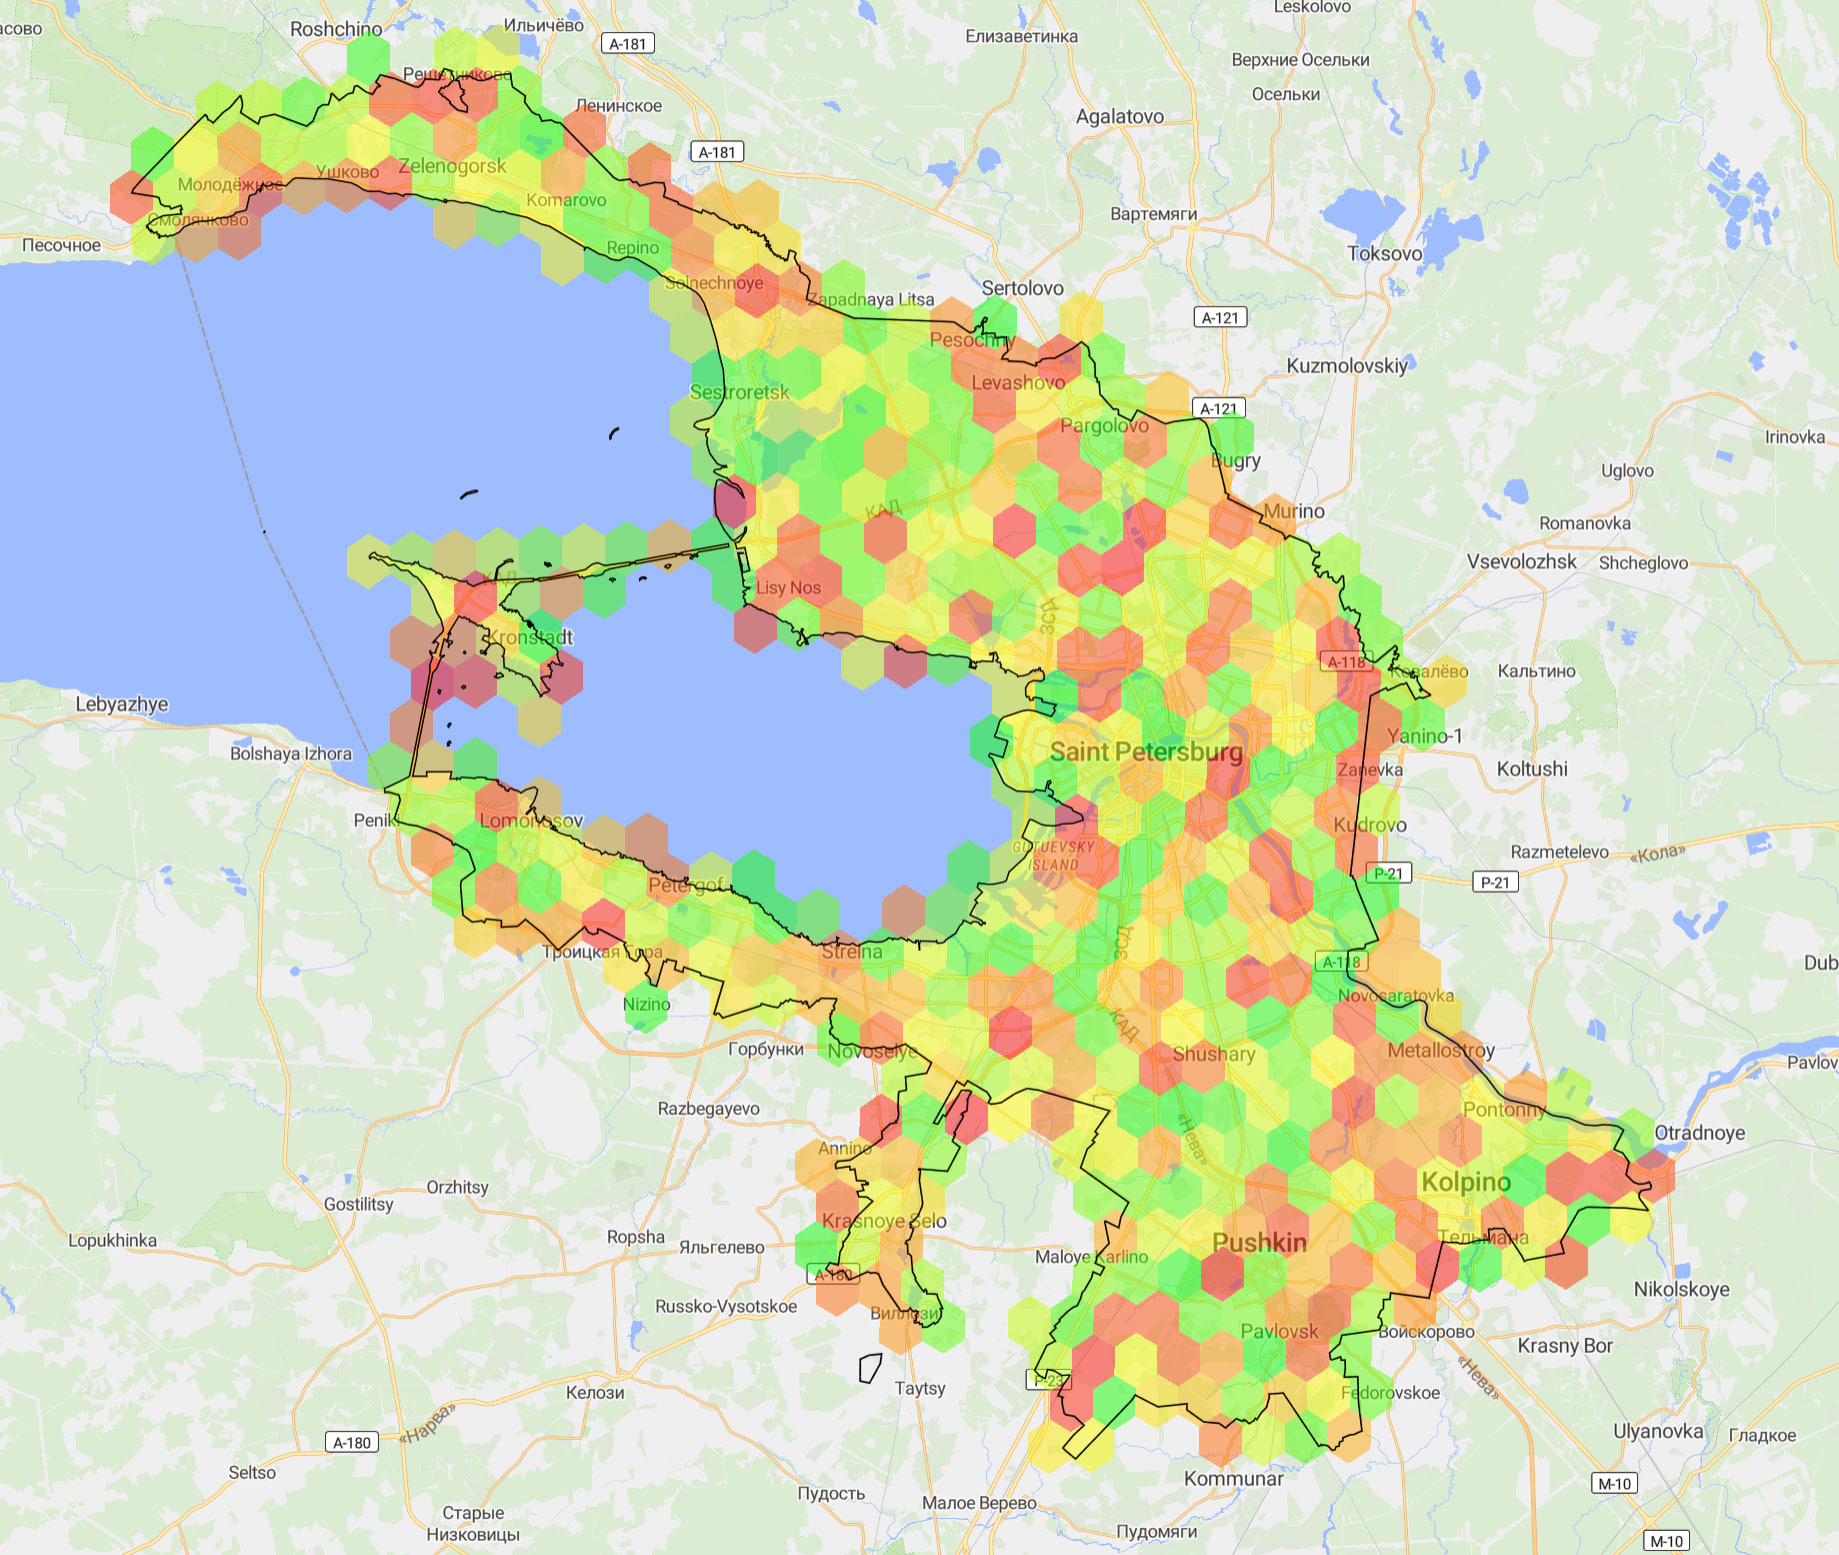 Leskolovo
Roshchino
Ильичёво
асово
A-181
Елизаветинка
Верхние Осельки
Решетниково
Осельки
Ленинское
Agalatovo
A-181
Zelenogorsk
Ушково
Молодёжное
Komarovo
Смолячково
Вартемяги
Песочное
Repino
Toksovo
Solnechnoye
Sertolovo
Zapadnaya Litsa
A-121
Pesochny
Kuzmolovskiy
Levashovo
Sestroretsk
A-121
Pargolovo
Irinovka
Bugry
Uglovo
КАД
Murino
Romanovka
Vsevolozhsk
Shcheglovo
КАД
Lisy Nos
ЗСД
Kronstadt
A-118
Ковалёво
Кальтино
Lebyazhye
Yanino-1
Bolshaya Izhora
Saint Petersburg
Zanevka
Koltushi
Peniki
Lomonosov
Kudrovo
GUTUEVSKY
ISLAND
Razmetelevo
«Кола»
P-21
P-21
Petergof
ЗСД
Троицкая Гора
Strelna
A-118
Dub
Novosaratovka
Nizino
КАД
Горбунки
Novoselye
Shushary
Metallostroy
Pavlov
Razbegayevo
Pontonny
«Нева»
Otradnoye
Annino
Kolpino
Orzhitsy
Gostilitsy
Krasnoye Selo
Ropsha
Яльгелево
Lopukhinka
Maloye Karlino
Pushkin
Тельмана
A-180
Nikolskoye
Russko-Vysotskoe
Виллози
Pavlovsk
Войскорово
Krasny Bor
P-23
Taytsy
Келози
Fedorovskoe
«Нева»
«Нарва»
A-180
Ulyanovka
Гладкое
Seltso
Kommunar
M-10
Пудость
Малое Верево
Старые
Низковицы
Пудомяги
M-10